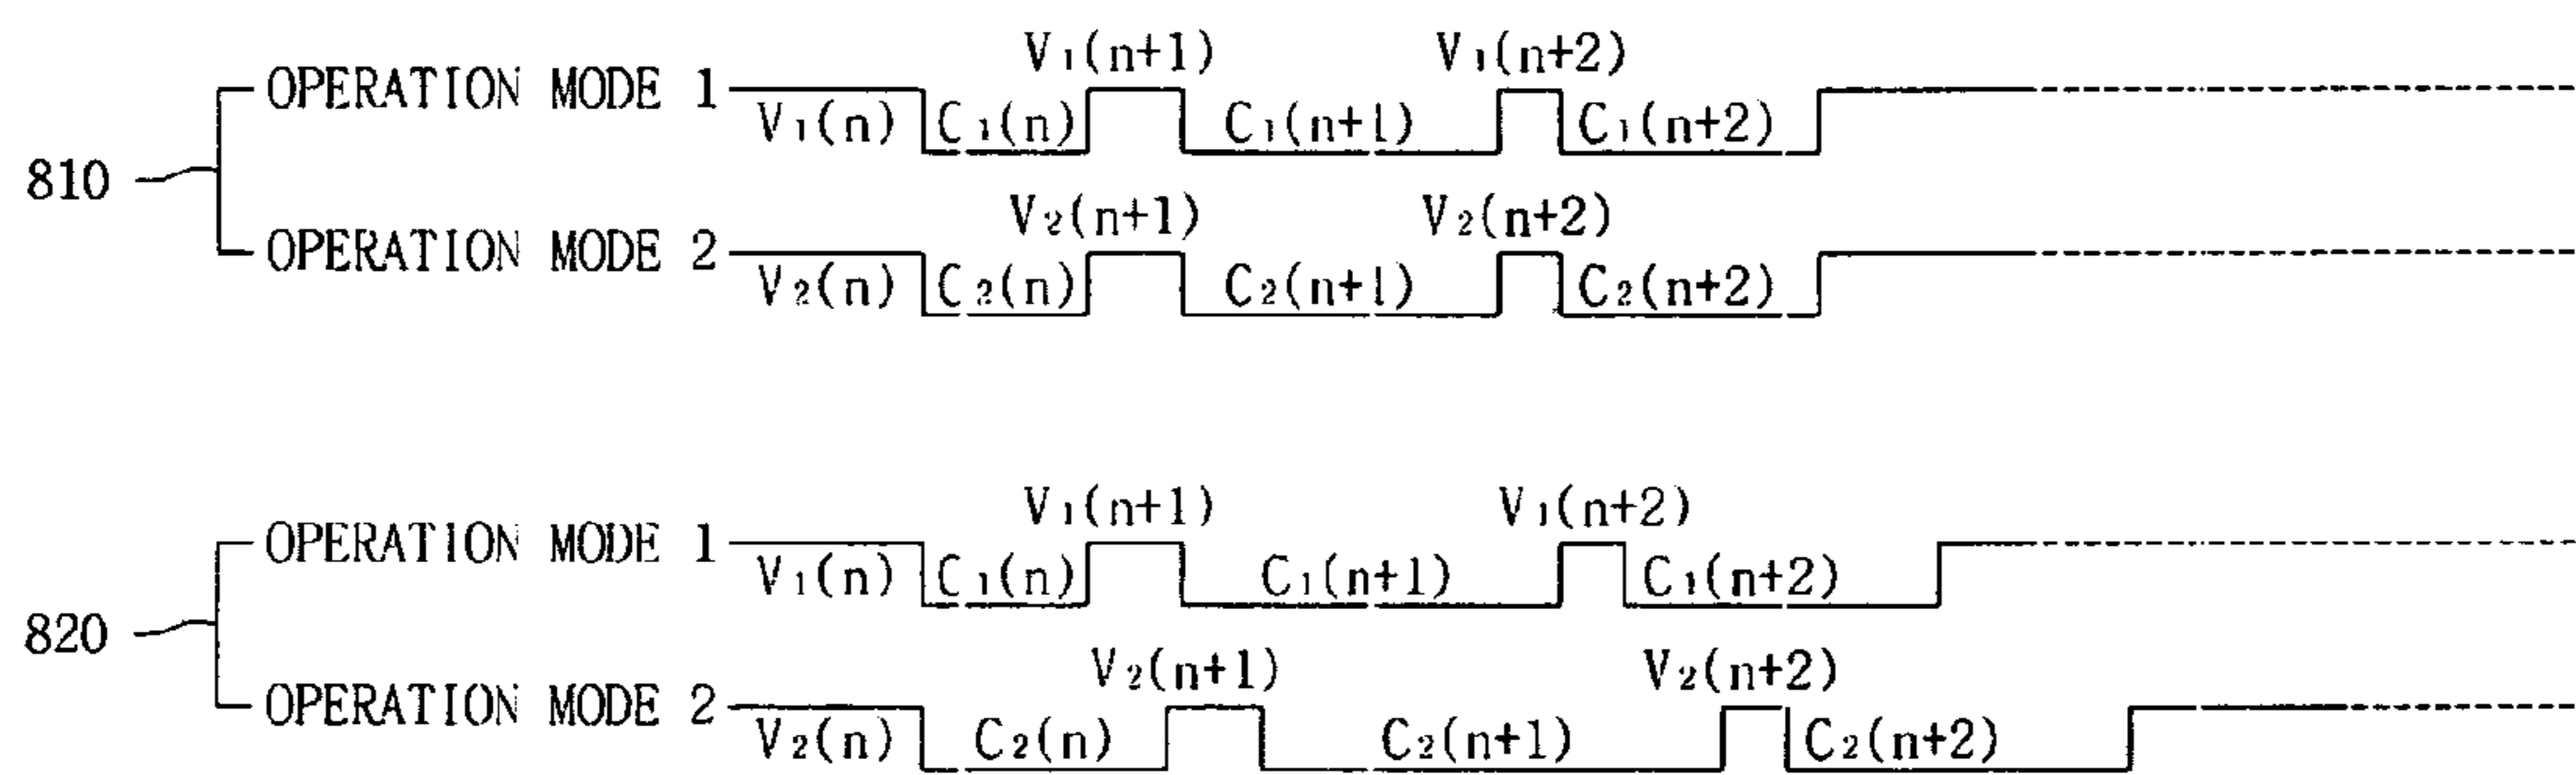 V₁(n+1) V₁(n+2)
OPERATION MODE 1
V₁(n) C₁(n) C₁(n+1) C₁(n+2)
810
V₂(n+1) V₂(n+2)
OPERATION MODE 2
V₂(n) C₂(n) C₂(n+1) C₂(n+2)
V₁(n+1) V₁(n+2)
OPERATION MODE 1
V₁(n) C₁(n) C₁(n+1) C₁(n+2)
820
V₂(n+1) V₂(n+2)
OPERATION MODE 2
V₂(n) C₂(n) C₂(n+1) C₂(n+2)